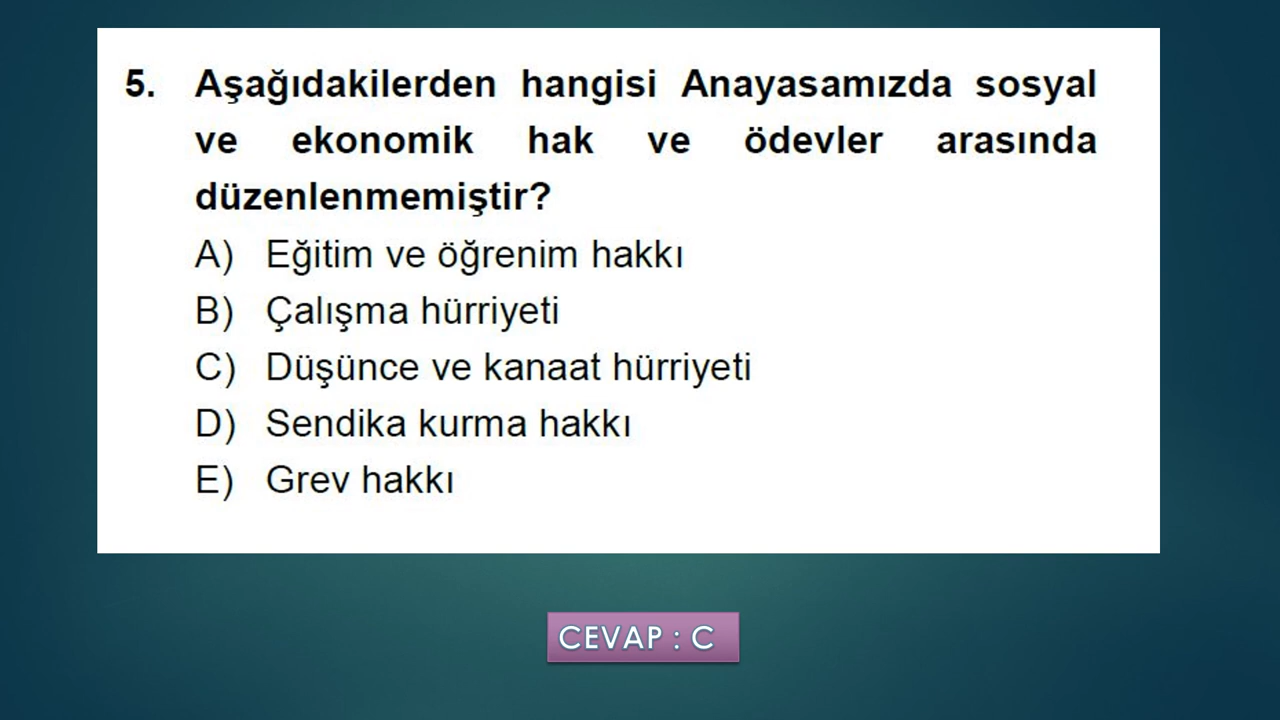 5. Aşağıdakilerden hangisi Anayasamızda sosyal
ve ekonomik hak ve ödevler arasında
düzenlenmemiştir?
A) Eğitim ve öğrenim hakkı
B) Çalışma hürriyeti
C) Düşünce ve kanaat hürriyeti
D) Sendika kurma hakkı
E) Grev hakkı
CEVAP : C